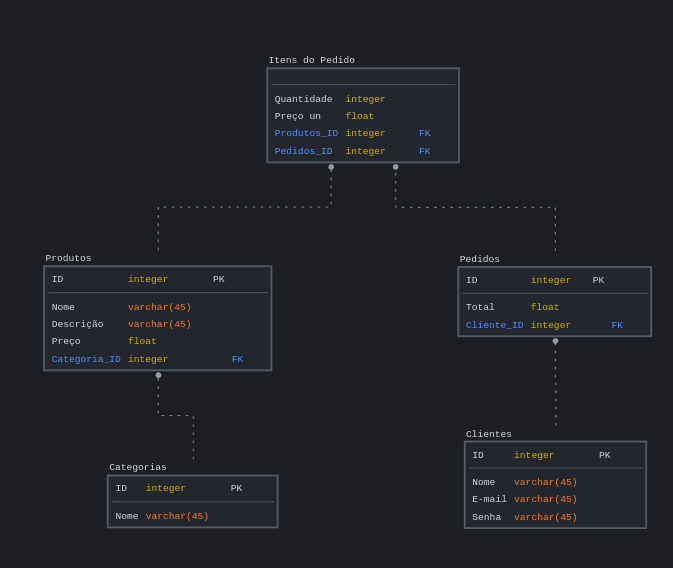 Itens do Pedido
Quantidade integer
Preço un float
Produtos_ID integer FK
Pedidos_ID integer FK
Produtos
ID integer PK
Nome varchar(45)
Descrição varchar(45)
Preço float
Categoria_ID integer FK
Pedidos
ID integer PK
Total float
Cliente_ID integer FK
Categorias
ID integer PK
Nome varchar(45)
Clientes
ID integer PK
Nome varchar(45)
E-mail varchar(45)
Senha varchar(45)